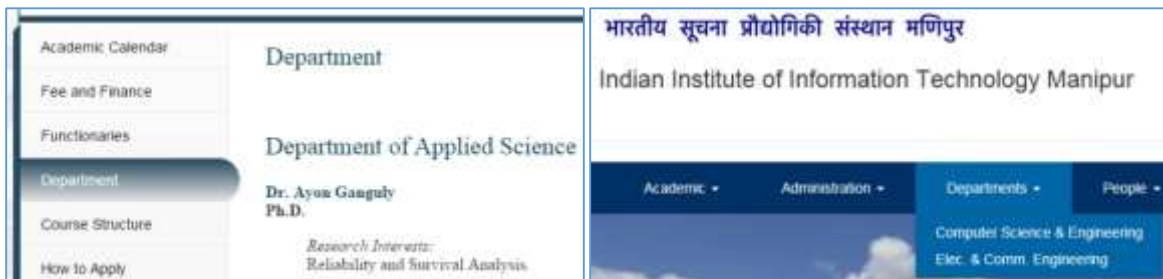 Academic Calendar
Fee and Finance
Functionaries
Department
Course Structure
How to Apply
Department
Department of Applied Science
Dr. Ayon Ganguly
Ph.D.
Research Interests:
Reliability and Survival Analysis
भारतीय सूचना प्रौद्योगिकी संस्थान मणिपुर
Indian Institute of Information Technology Manipur
Academic Administration Departments People
Computer Science & Engineering
Elec. & Comm. Engineering